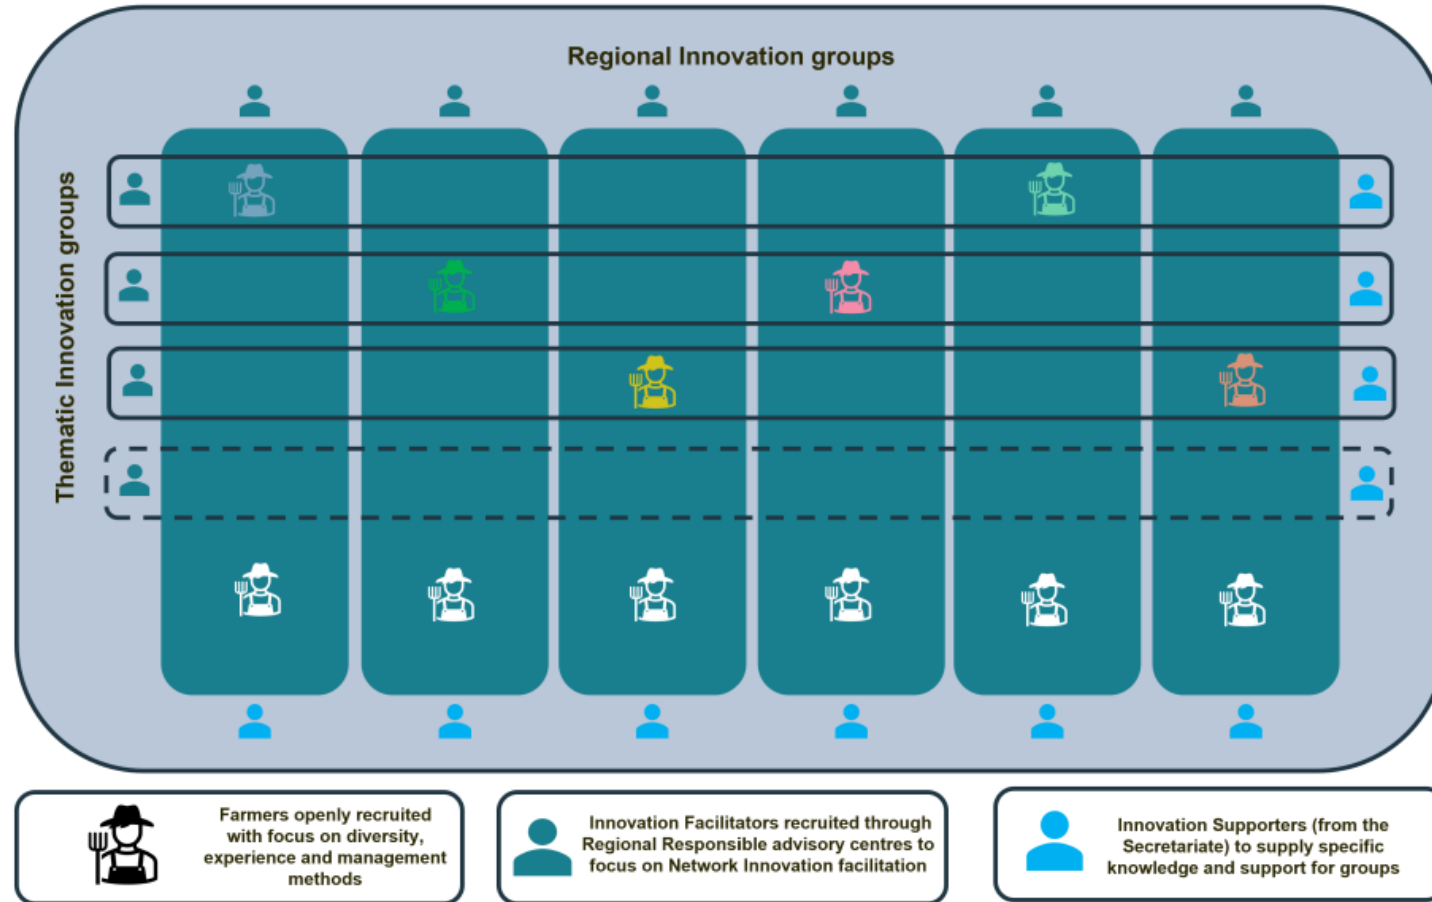 Regional Innovation groups
Thematic Innovation groups
Farmers openly recruited
with focus on diversity,
experience and management
methods
Innovation Facilitators recruited through
Regional Responsible advisory centres to
focus on Network Innovation facilitation
Innovation Supporters (from the
Secretariate) to supply specific
knowledge and support for groups